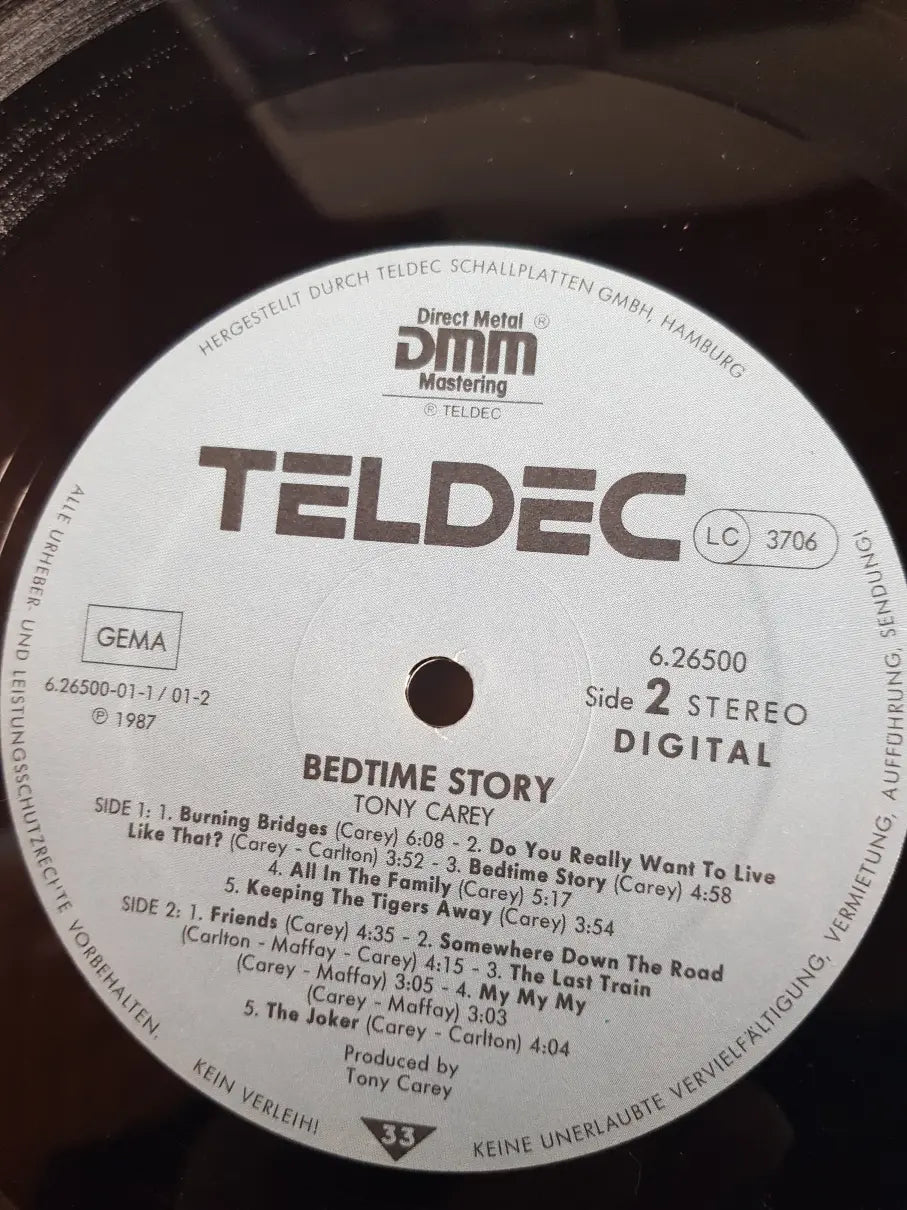 HERGESTELLT DURCH TELDEC SCHALLPLATTEN GMBH, HAMBURG
Direct Metal ®
DMM
Mastering
® TELDEC
TELDEC
LC 3706
GEMA
6.26500-01-1 / 01-2
℗ 1987
6.26500
Side 2 STEREO
DIGITAL
BEDTIME STORY
TONY CAREY
SIDE 1: 1. Burning Bridges (Carey) 6:08 - 2. Do You Really Want To Live
Like That? (Carey - Carlton) 3:52 - 3. Bedtime Story (Carey) 4:58
4. All In The Family (Carey) 5:17
5. Keeping The Tigers Away (Carey) 3:54
SIDE 2: 1. Friends (Carey) 4:35 - 2. Somewhere Down The Road
(Carlton - Maffay - Carey) 4:15 - 3. The Last Train
(Carey - Maffay) 3:05 - 4. My My My
(Carey - Maffay) 3:03
5. The Joker (Carey - Carlton) 4:04
Produced by
Tony Carey
33
ALLE URHEBER- UND LEISTUNGSSCHUTZRECHTE VORBEHALTEN.
KEIN VERLEIH!
KEINE UNERLAUBTE VERVIELFÄLTIGUNG, VERMIETUNG, AUFFÜHRUNG, SENDUNG!